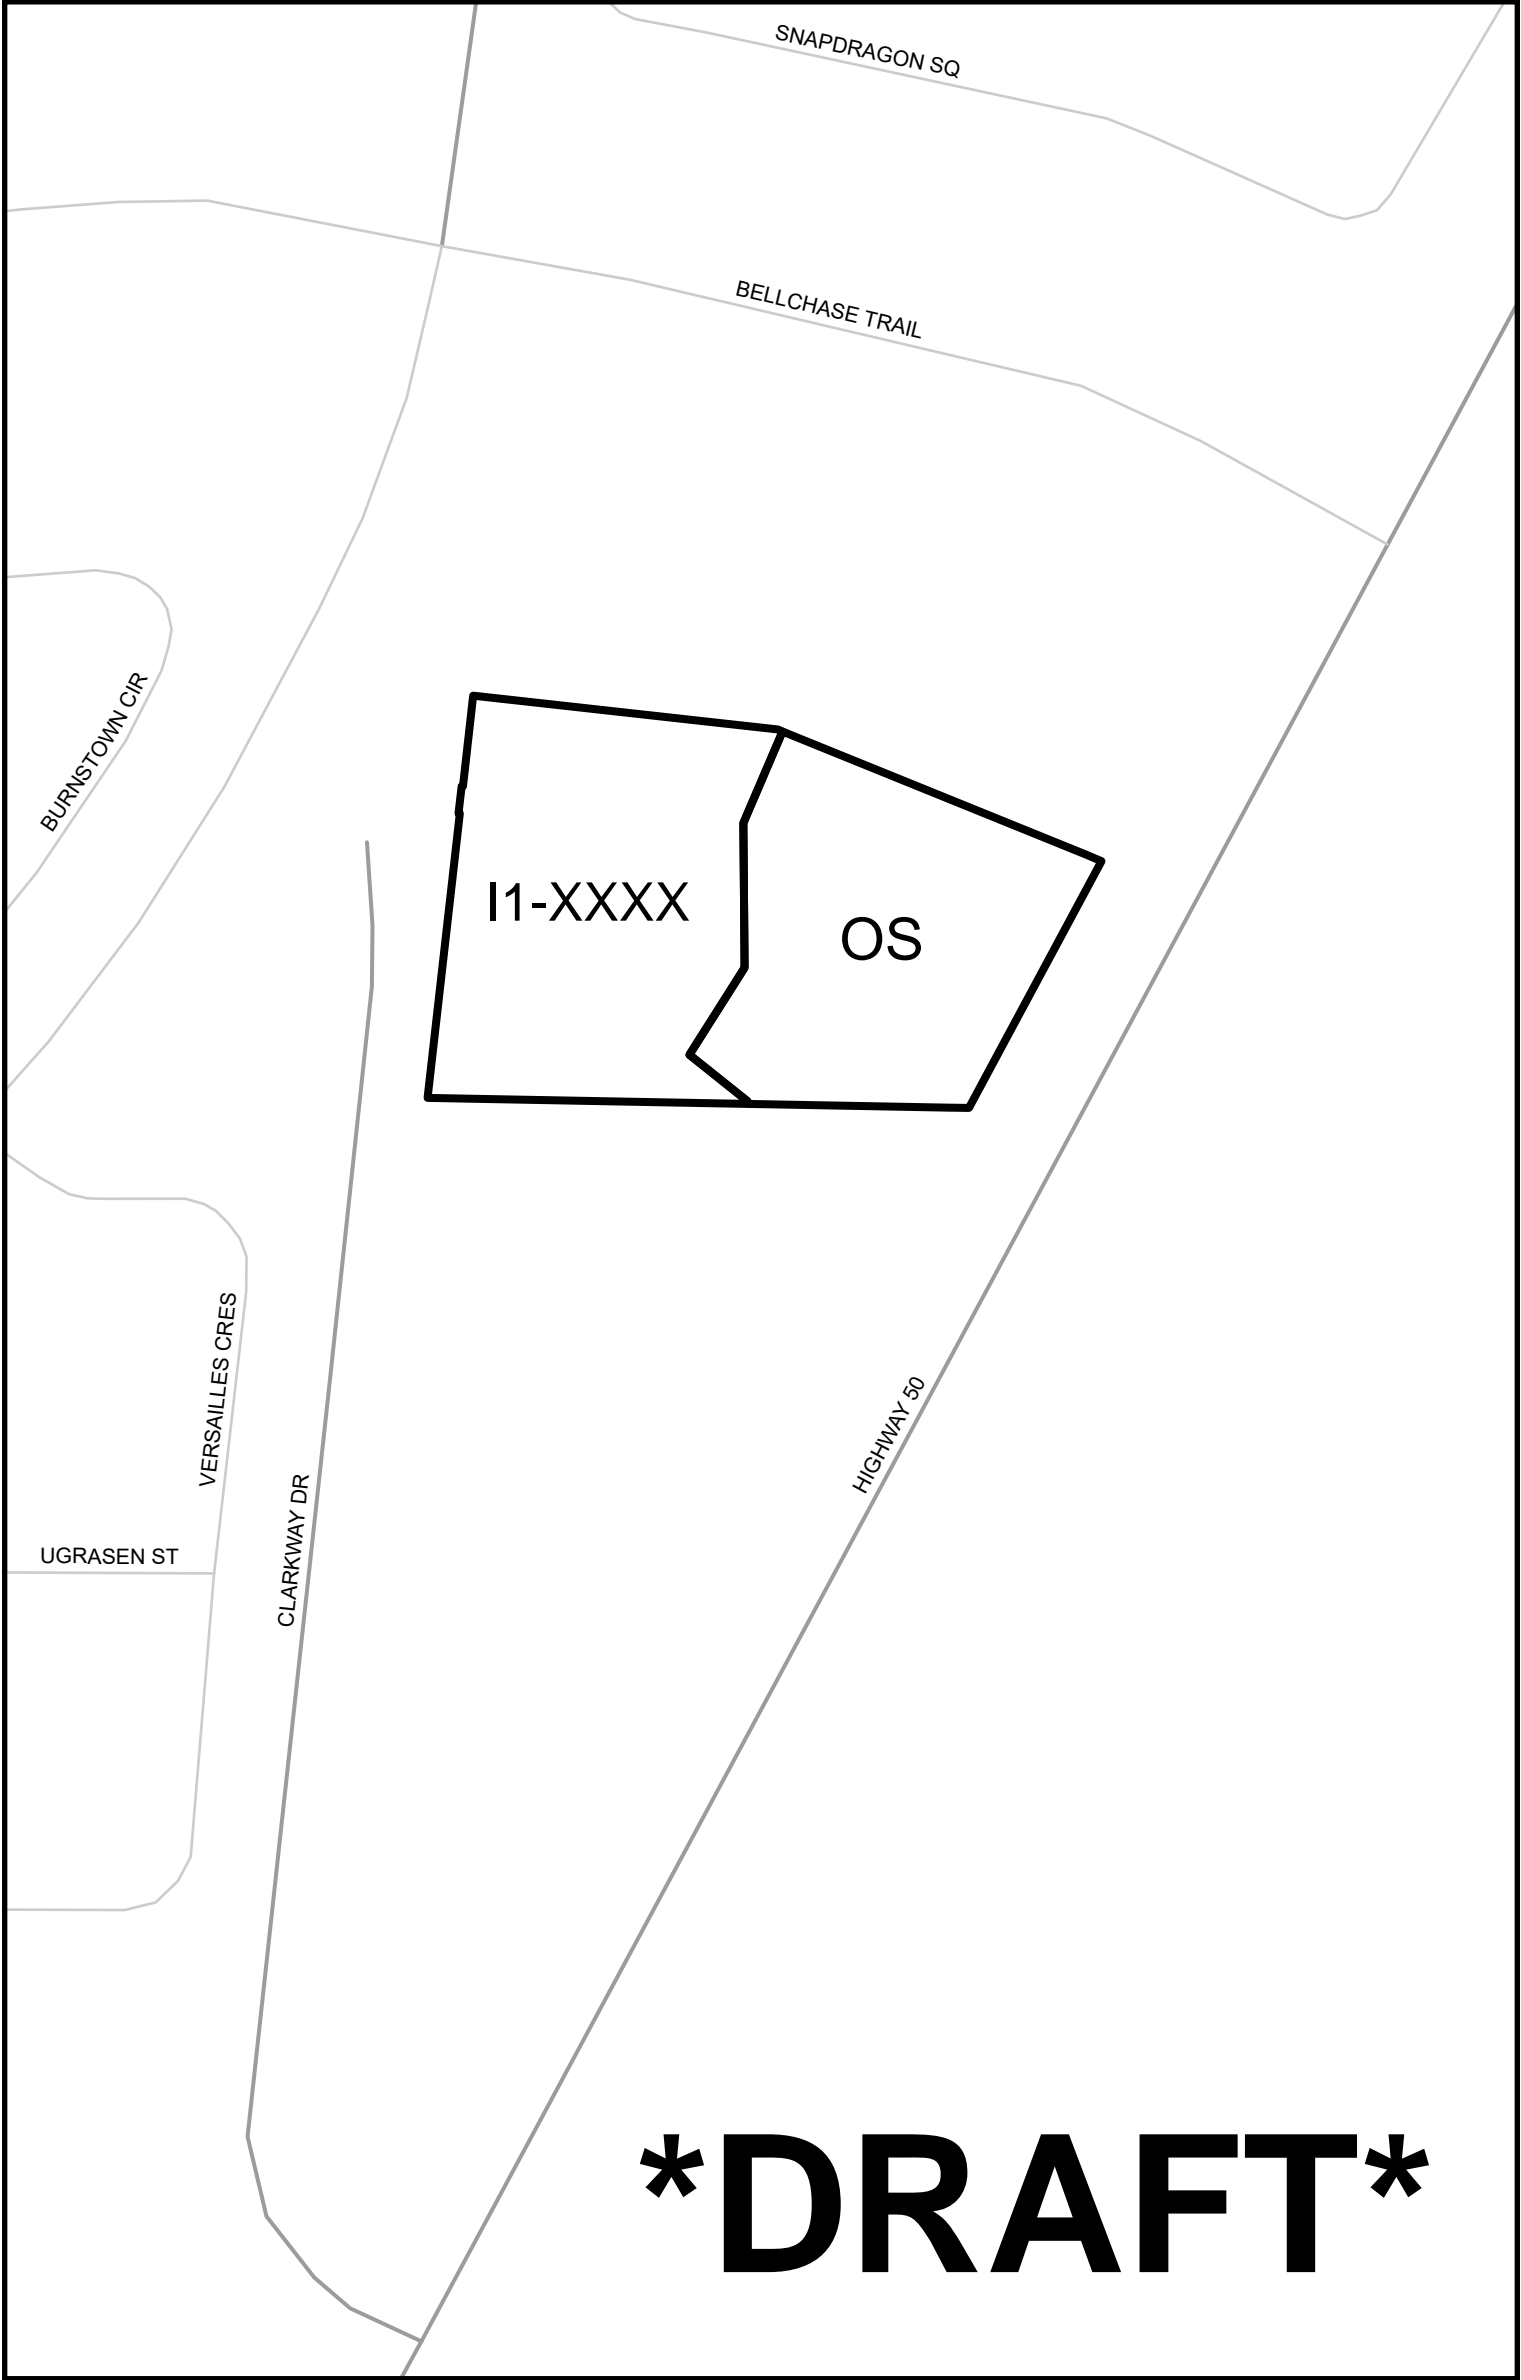 SNAPDRAGON SQ
BELLCHASE TRAIL
BURNSTOWN CIR
I1-XXXX
OS
VERSAILLES CRES
HIGHWAY 50
CLARKWAY DR
UGRASEN ST
*DRAFT*